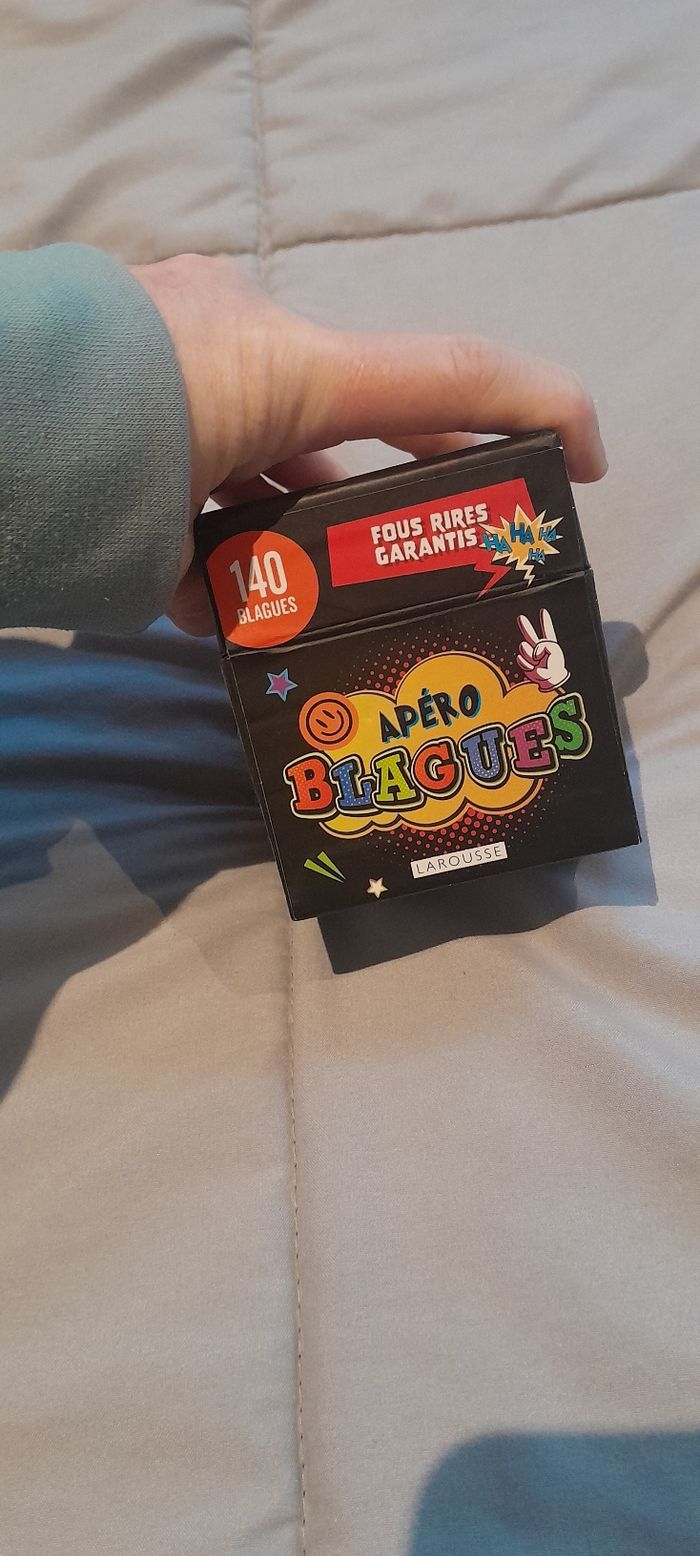 140
BLAGUES
FOUS RIRES
GARANTIS
HA HA HA
HA
APÉRO
BLAGUES
LAROUSSE